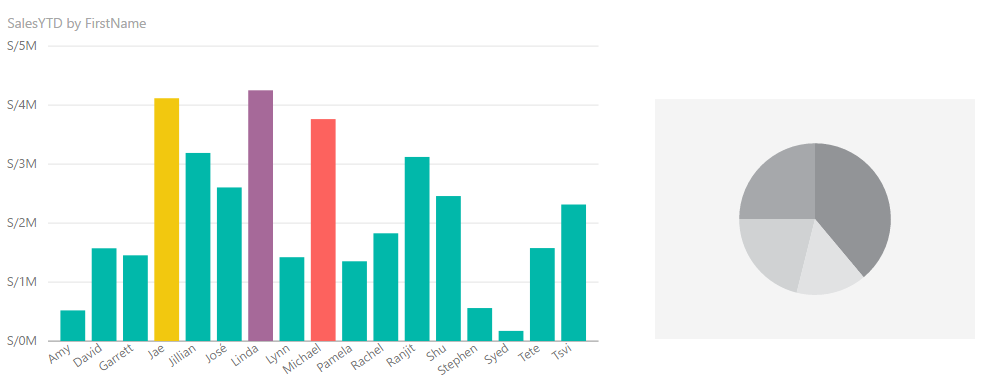 SalesYTD by FirstName
S/5M
S/4M
S/3M
S/2M
S/1M
S/0M
Amy
David
Garrett
Jae
Jillian
José
Linda
Lynn
Michael
Pamela
Rachel
Ranjit
Shu
Stephen
Syed
Tete
Tsvi